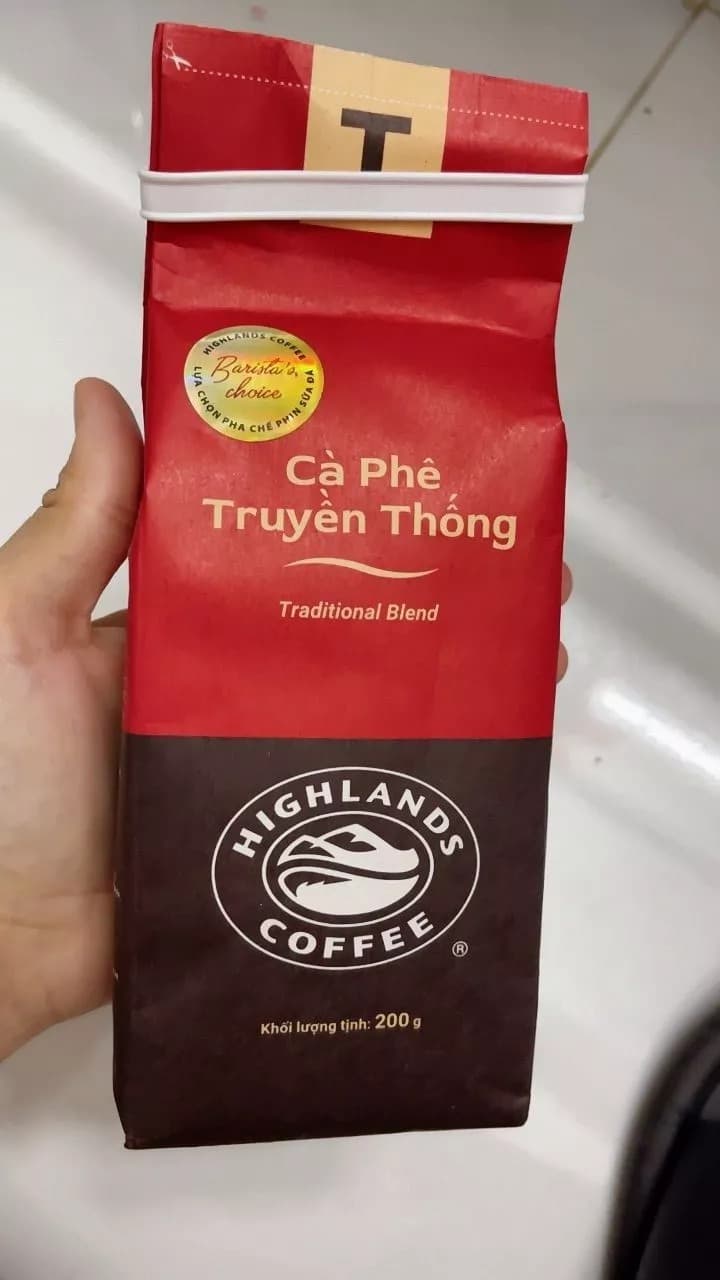 T
HIGHLANDS COFFEE
Barista's
choice
LỰA CHỌN PHA CHẾ PHIN SỮA ĐÁ
Cà Phê
Truyền Thống
Traditional Blend
HIGHLANDS
COFFEE
®
Khối lượng tịnh: 200 g